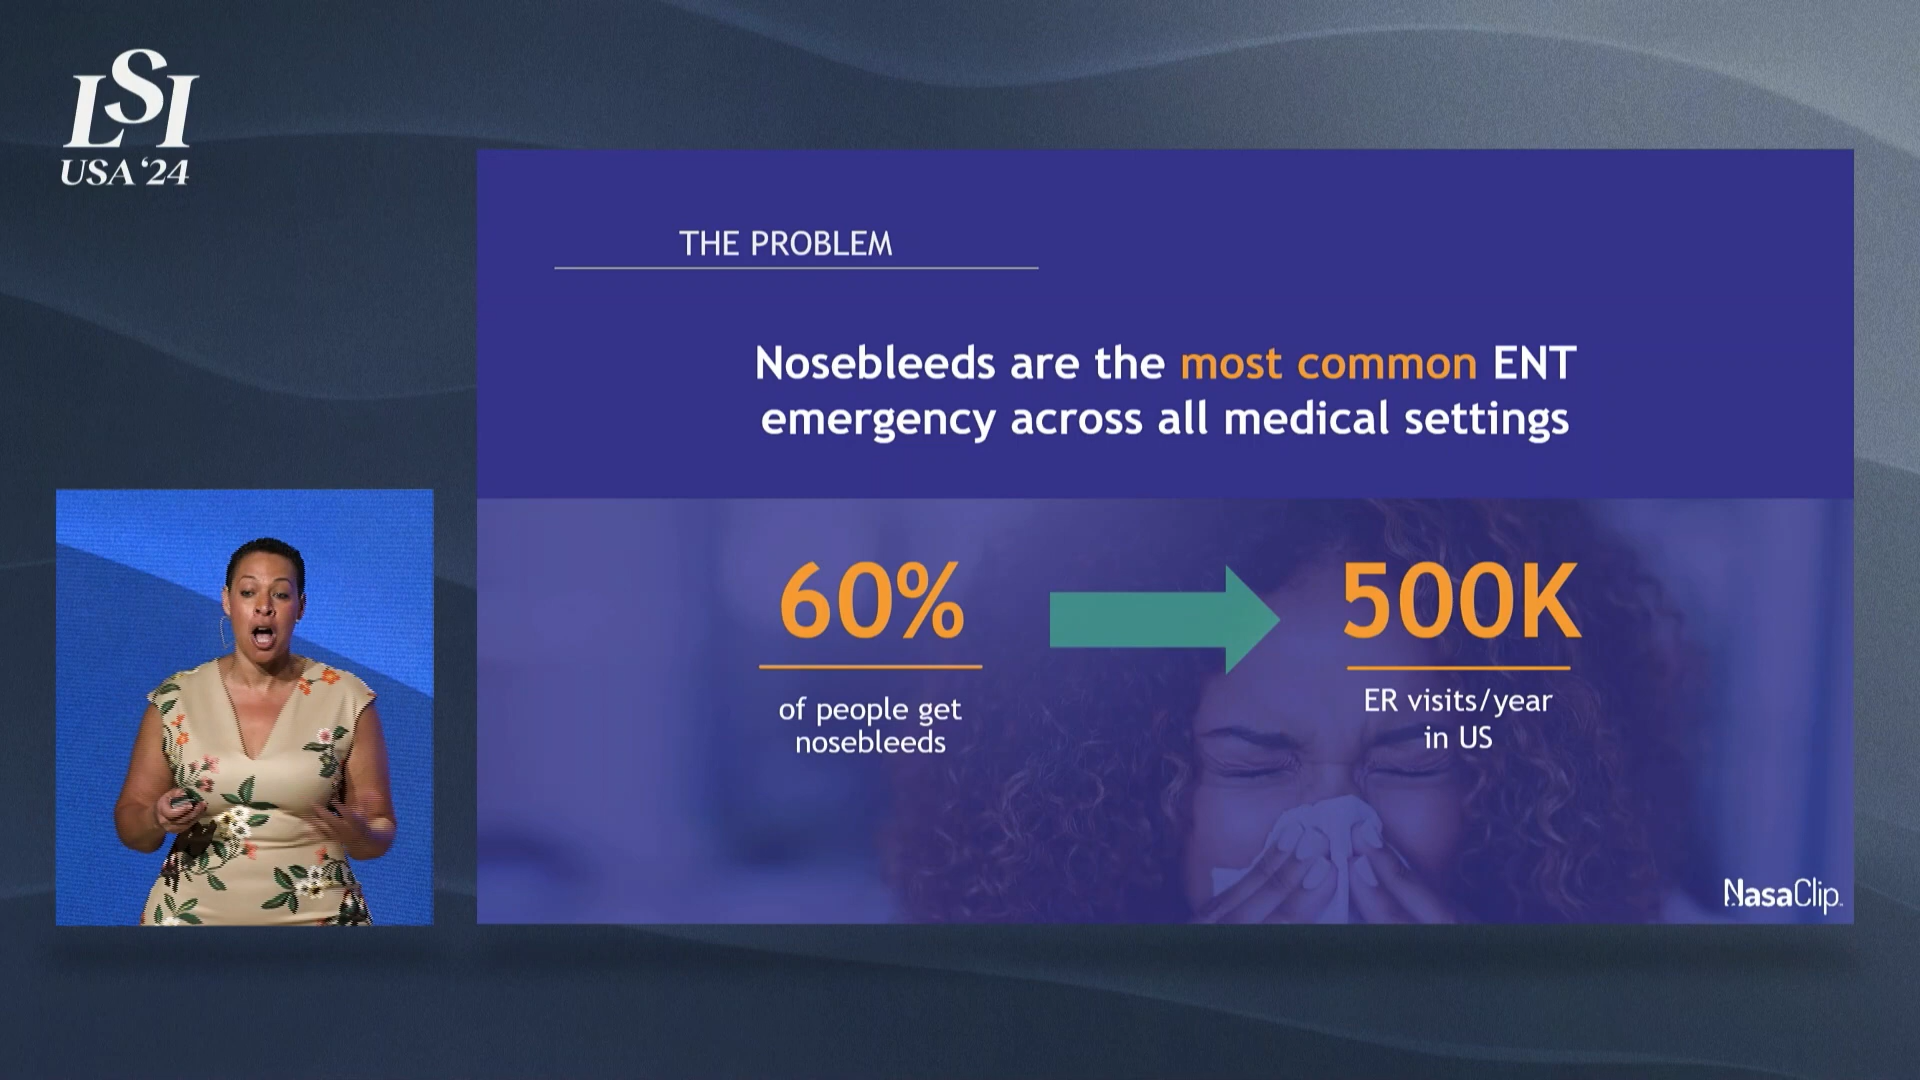 LSI
USA ‘24
THE PROBLEM
Nosebleeds are the most common ENT
emergency across all medical settings
60%
of people get
nosebleeds
500K
ER visits/year
in US
NasaClip